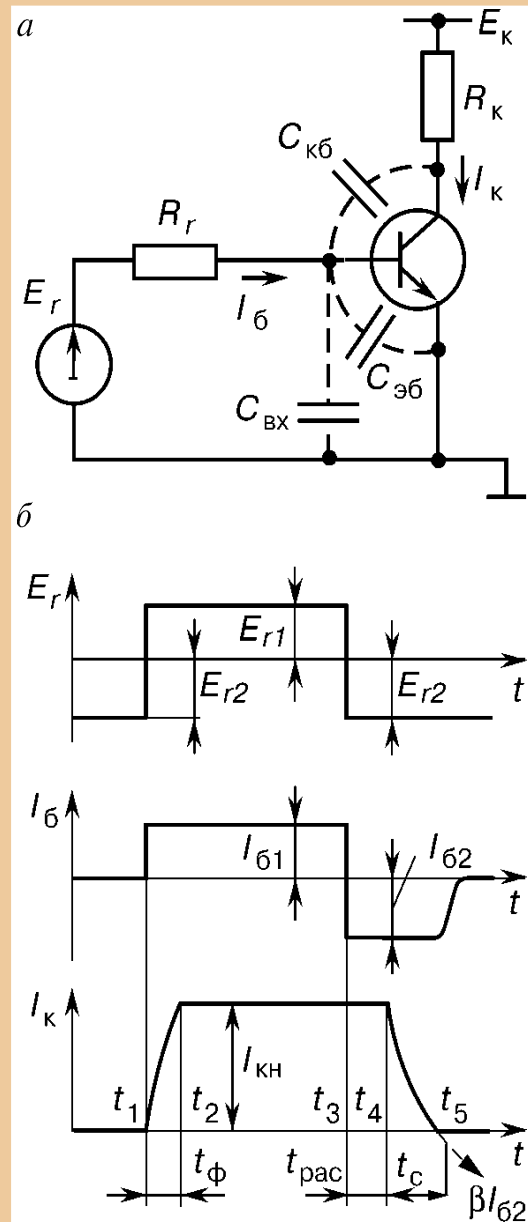 а
E к
R к
C кб
I к
R г
E г
I б
C эб
C вх
б
E г
E г1
E г2
E г2
t
I б
I б1
I б2
t
I к
I кн
t 1
t 2
t 3
t 4
t 5
t
t ф
t рас
t с
βI б2